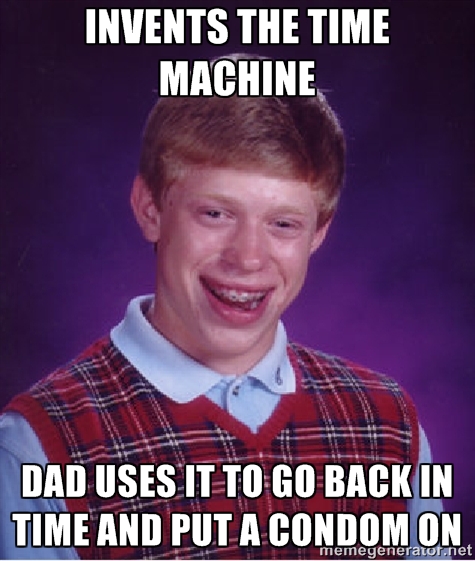 INVENTS THE TIME
MACHINE
DAD USES IT TO GO BACK IN
TIME AND PUT A CONDOM ON
memegenerator.net